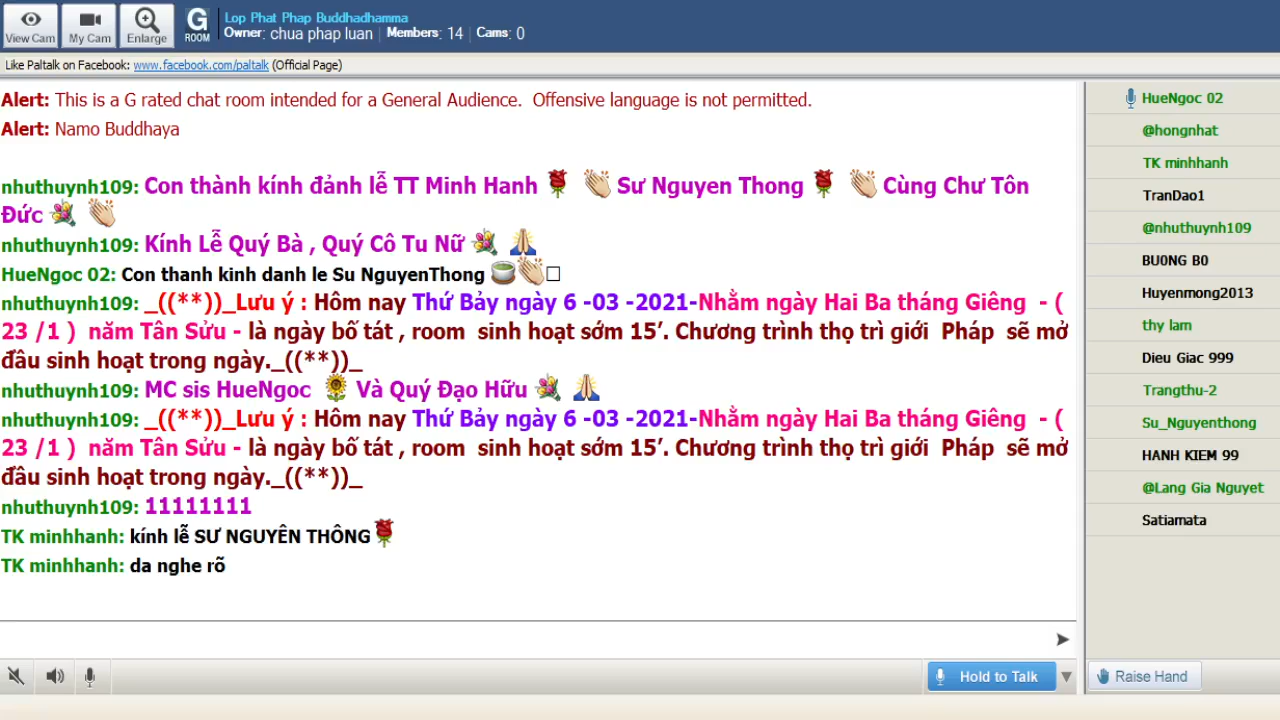 View Cam
My Cam
Enlarge
G
ROOM
Lop Phat Phap Buddhadhamma
Owner: chua phap luan Members: 14 Cams: 0
Like Paltalk on Facebook: www.facebook.com/paltalk (Official Page)
Alert: This is a G rated chat room intended for a General Audience. Offensive language is not permitted.
Alert: Namo Buddhaya
nhuthuynh109: Con thành kính đảnh lễ TT Minh Hanh 🌹 👏 Sư Nguyen Thong 🌹 👏 Cùng Chư Tôn
Đức 💐 👏
nhuthuynh109: Kính Lễ Quý Bà , Quý Cô Tu Nữ 💐 🙏
HueNgoc 02: Con thanh kinh danh le Su NguyenThong 🍵👏□
nhuthuynh109: _((**))_Lưu ý : Hôm nay Thứ Bảy ngày 6 -03 -2021-Nhằm ngày Hai Ba tháng Giêng - (
23 /1 ) năm Tân Sửu - là ngày bố tát , room sinh hoạt sớm 15’. Chương trình thọ trì giới Pháp sẽ mở
đâu sinh hoạt trong ngày._((**))_
nhuthuynh109: MC sis HueNgoc 🌻 Và Quý Đạo Hữu 💐 🙏
nhuthuynh109: _((**))_Lưu ý : Hôm nay Thứ Bảy ngày 6 -03 -2021-Nhằm ngày Hai Ba tháng Giêng - (
23 /1 ) năm Tân Sửu - là ngày bố tát , room sinh hoạt sớm 15’. Chương trình thọ trì giới Pháp sẽ mở
đâu sinh hoạt trong ngày._((**))_
nhuthuynh109: 11111111
TK minhhanh: kính lễ SƯ NGUYÊN THÔNG🌹
TK minhhanh: da nghe rõ
Hold to Talk
HueNgoc 02
@hongnhat
TK minhhanh
TranDao1
@nhuthuynh109
BU0NG B0
Huyenmong2013
thy lam
Dieu Giac 999
Trangthu-2
Su_Nguyenthong
HANH KIEM 99
@Lang Gia Nguyet
Satiamata
Raise Hand